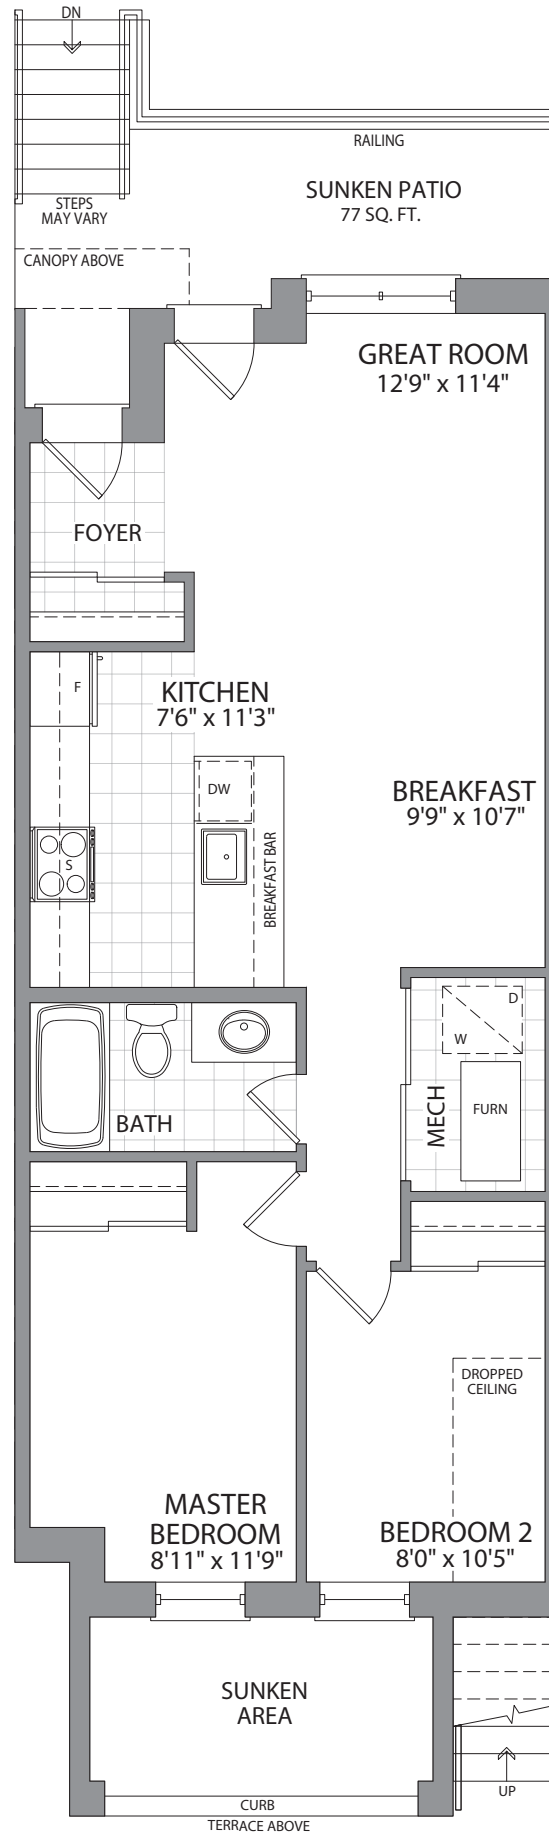 DN
RAILING
SUNKEN PATIO
77 SQ. FT.
STEPS
MAY VARY
CANOPY ABOVE
GREAT ROOM
12'9" x 11'4"
FOYER
F
KITCHEN
7'6" x 11'3"
DW
BREAKFAST
9'9" x 10'7"
S
BREAKFAST BAR
D
W
MECH
FURN
BATH
DROPPED
CEILING
MASTER
BEDROOM
8'11" x 11'9"
BEDROOM 2
8'0" x 10'5"
SUNKEN
AREA
UP
CURB
TERRACE ABOVE